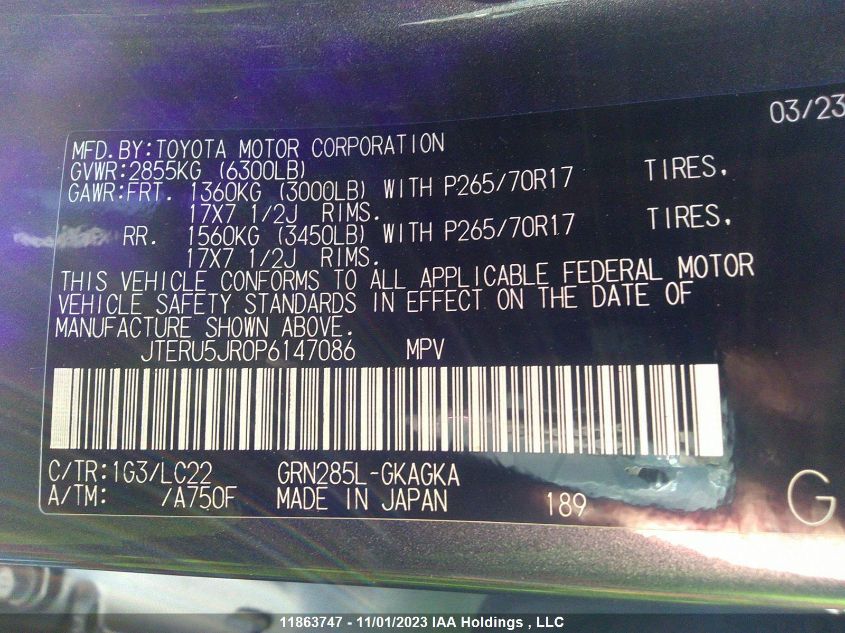 03/23
MFD.BY:TOYOTA MOTOR CORPORATION
GVWR:2855KG (6300LB)
GAWR:FRT. 1360KG (3000LB) WITH P265/70R17 TIRES,
17X7 1/2J RIMS.
RR. 1560KG (3450LB) WITH P265/70R17 TIRES,
17X7 1/2J RIMS.
THIS VEHICLE CONFORMS TO ALL APPLICABLE FEDERAL MOTOR
VEHICLE SAFETY STANDARDS IN EFFECT ON THE DATE OF
MANUFACTURE SHOWN ABOVE.
JTERU5JR0P6147086 MPV
C/TR:1G3/LC22 GRN285L-GKAGKA
A/TM: /A750F MADE IN JAPAN 189 G
11863747 - 11/01/2023 IAA Holdings , LLC